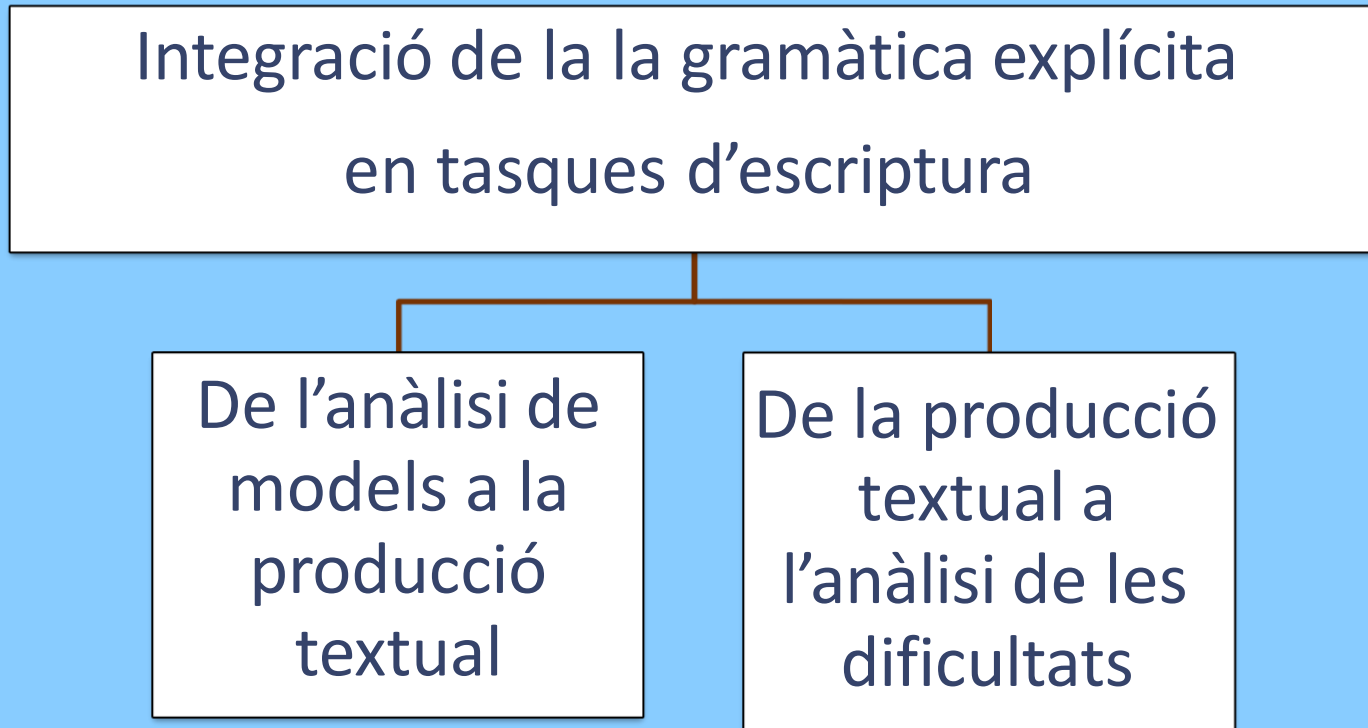 Integració de la la gramàtica explícita
en tasques d’escriptura
De l’anàlisi de
models a la
producció
textual
De la producció
textual a
l’anàlisi de les
dificultats